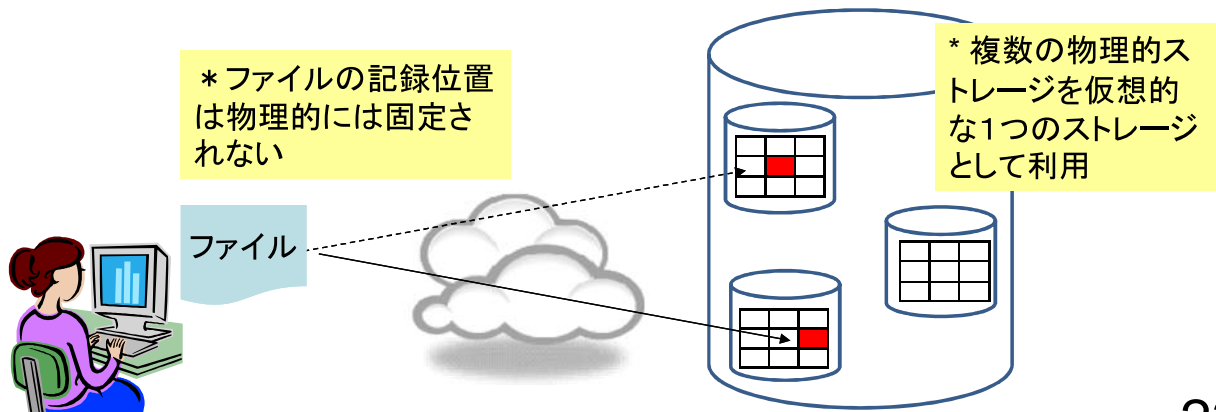 ＊ファイルの記録位置
は物理的には固定さ
れない
* 複数の物理的ス
トレージを仮想的
な１つのストレージ
として利用
ファイル